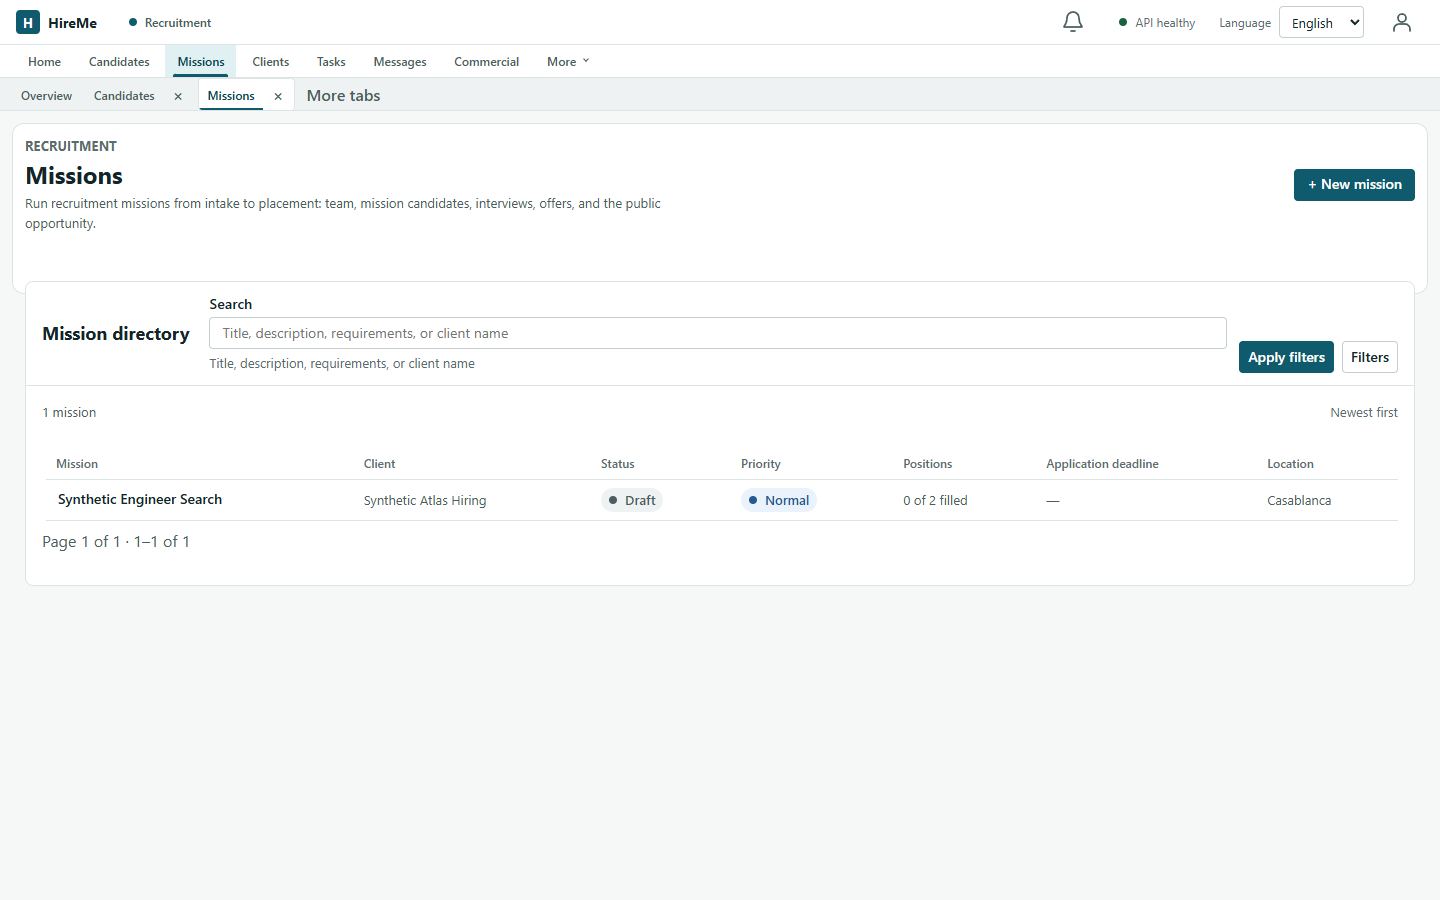 H HireMe
Recruitment
API healthy
Language
English
Home
Candidates
Missions
Clients
Tasks
Messages
Commercial
More
Overview
Candidates ×
Missions ×
More tabs
RECRUITMENT
Missions
Run recruitment missions from intake to placement: team, mission candidates, interviews, offers, and the public
opportunity.
+ New mission
Mission directory
Search
Title, description, requirements, or client name
Title, description, requirements, or client name
Apply filters
Filters
1 mission
Newest first
Mission Client Status Priority Positions Application deadline Location
Synthetic Engineer Search Synthetic Atlas Hiring Draft Normal 0 of 2 filled — Casablanca
Page 1 of 1 · 1–1 of 1